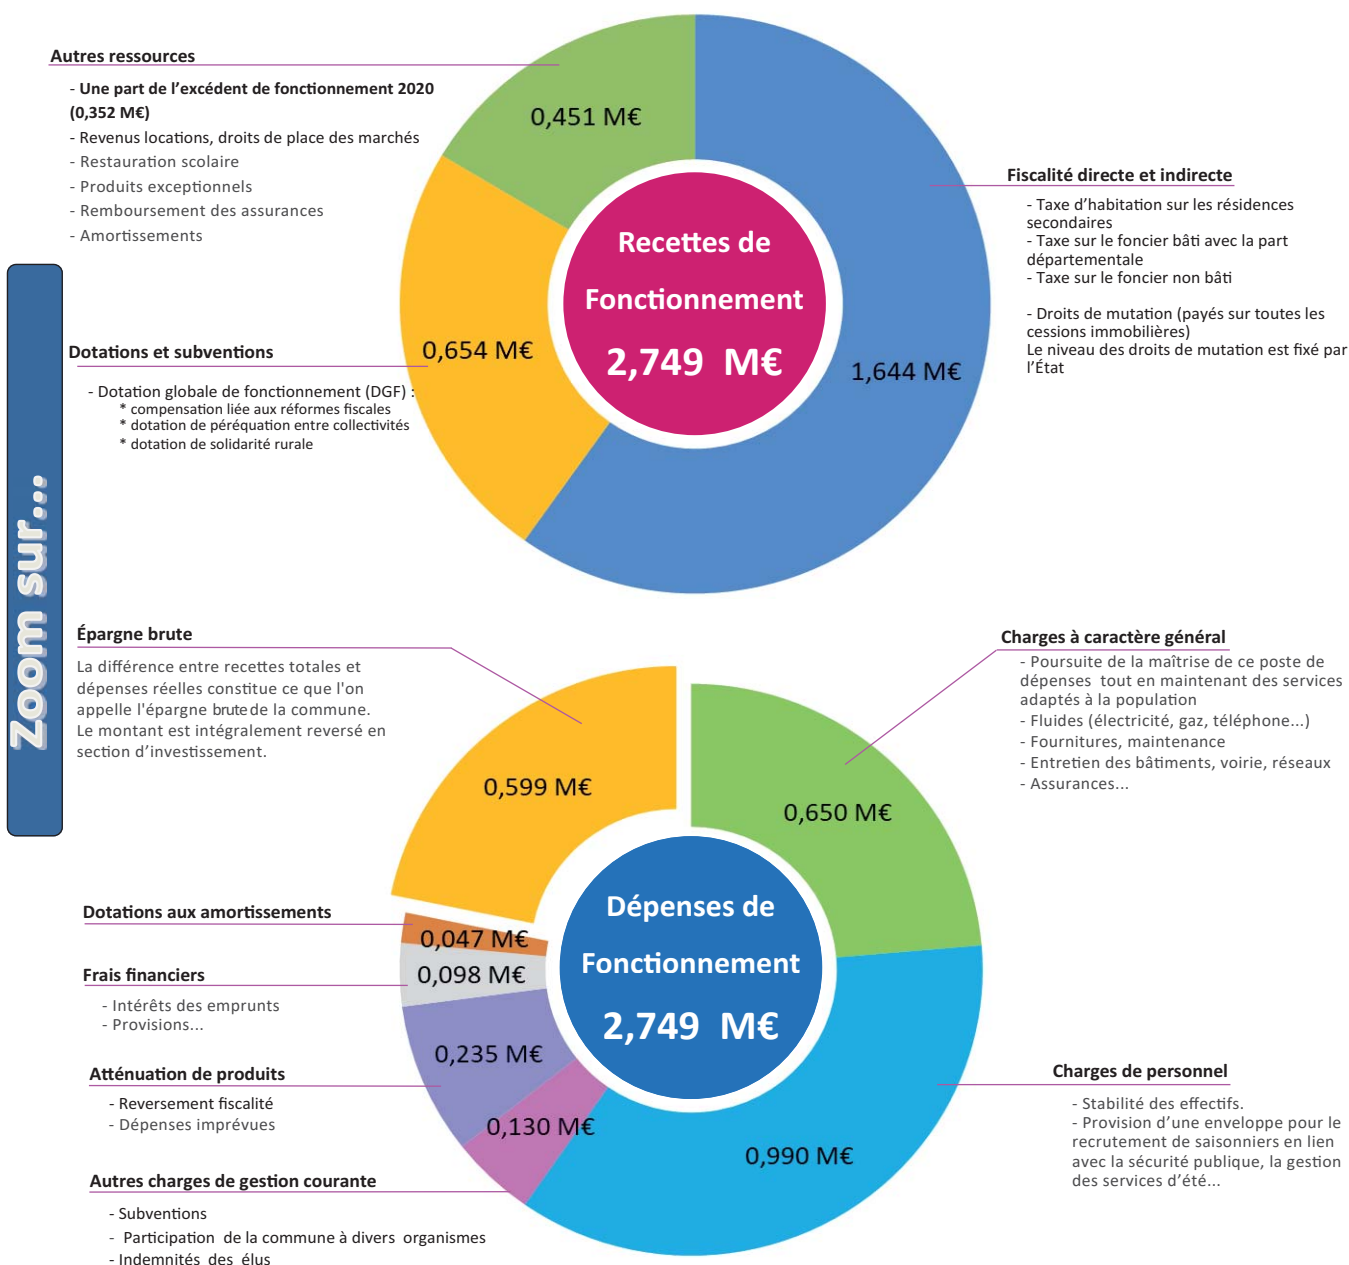 Zoom sur...
Autres ressources
- Une part de l’excédent de fonctionnement 2020
(0,352 M€)
- Revenus locations, droits de place des marchés
- Restauration scolaire
- Produits exceptionnels
- Remboursement des assurances
- Amortissements
0,451 M€
Fiscalité directe et indirecte
- Taxe d’habitation sur les résidences
secondaires
- Taxe sur le foncier bâti avec la part
départementale
- Taxe sur le foncier non bâti
- Droits de mutation (payés sur toutes les
cessions immobilières)
Le niveau des droits de mutation est fixé par
l’État
1,644 M€
Recettes de
Fonctionnement
2,749 M€
Dotations et subventions
- Dotation globale de fonctionnement (DGF) :
* compensation liée aux réformes fiscales
* dotation de péréquation entre collectivités
* dotation de solidarité rurale
0,654 M€
Épargne brute
La différence entre recettes totales et
dépenses réelles constitue ce que l'on
appelle l'épargne brute de la commune.
Le montant est intégralement reversé en
section d’investissement.
0,599 M€
Charges à caractère général
- Poursuite de la maîtrise de ce poste de
dépenses tout en maintenant des services
adaptés à la population
- Fluides (électricité, gaz, téléphone...)
- Fournitures, maintenance
- Entretien des bâtiments, voirie, réseaux
- Assurances...
0,650 M€
Dépenses de
Fonctionnement
2,749 M€
Dotations aux amortissements
0,047 M€
Frais financiers
- Intérêts des emprunts
- Provisions...
0,098 M€
Atténuation de produits
- Reversement fiscalité
- Dépenses imprévues
0,235 M€
Autres charges de gestion courante
- Subventions
- Participation de la commune à divers organismes
- Indemnités des élus
0,130 M€
Charges de personnel
- Stabilité des effectifs.
- Provision d’une enveloppe pour le
recrutement de saisonniers en lien
avec la sécurité publique, la gestion
des services d’été...
0,990 M€